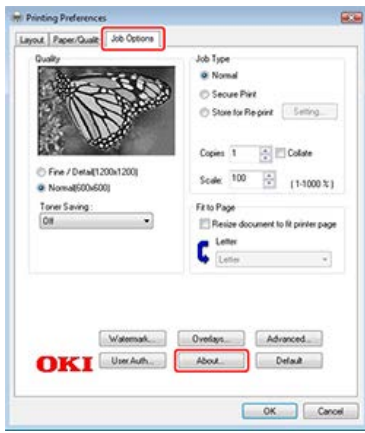 Printing Preferences
Layout Paper/Quality Job Options
Quality
Fine / Detail(1200x1200)
Normal(600x600)
Toner Saving :
Off
Job Type
Normal
Secure Print
Store for Re-print Setting...
Copies 1 Collate
Scale: 100 (1-1000 %)
Fit to Page
Resize document to fit printer page
Letter
Letter
Watermark... Overlays... Advanced...
OKI User Auth... About... Default
OK Cancel